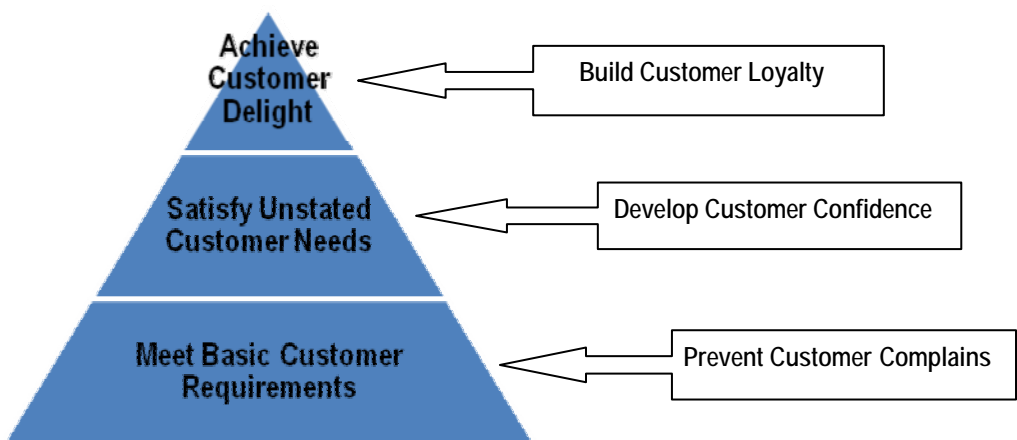 Achieve
Customer
Delight
Build Customer Loyalty
Satisfy Unstated
Customer Needs
Develop Customer Confidence
Meet Basic Customer
Requirements
Prevent Customer Complains